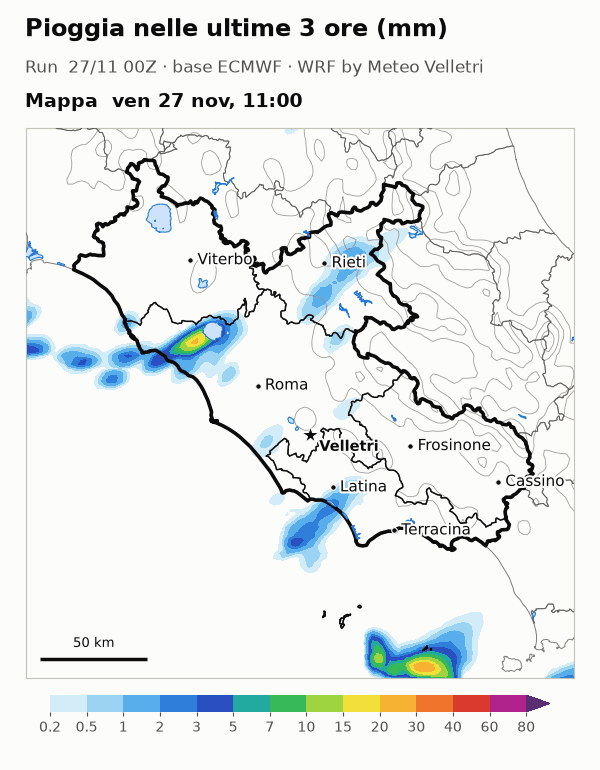 Pioggia nelle ultime 3 ore (mm)
Run 27/11 00Z · base ECMWF · WRF by Meteo Velletri
Mappa ven 27 nov, 11:00
Viterbo
Rieti
Roma
Velletri
Frosinone
Cassino
Latina
Terracina
50 km
0.2 0.5 1 2 3 5 7 10 15 20 30 40 60 80